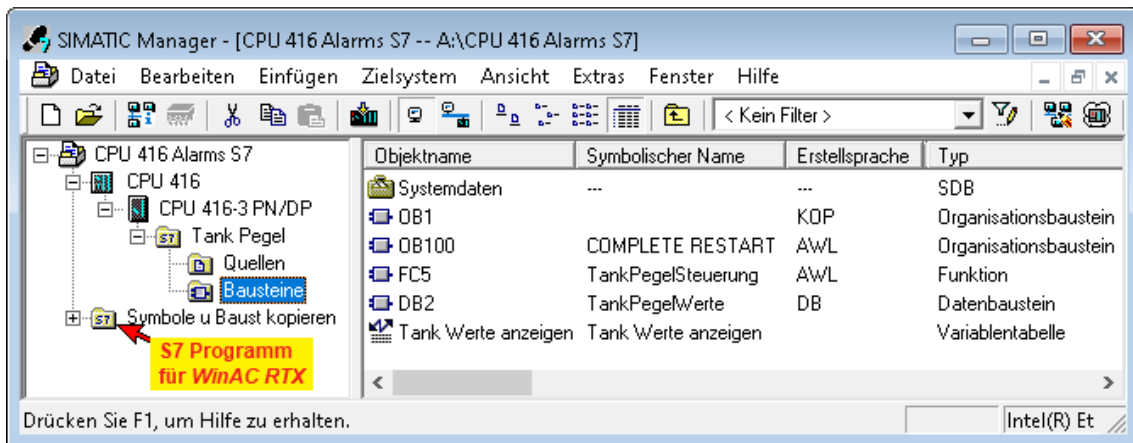 SIMATIC Manager - [CPU 416 Alarms S7 -- A:\CPU 416 Alarms S7]
Datei Bearbeiten Einfügen Zielsystem Ansicht Extras Fenster Hilfe
< Kein Filter >
CPU 416 Alarms S7
CPU 416
CPU 416-3 PN/DP
Tank Pegel
Quellen
Bausteine
Symbole u Baust kopieren
S7 Programm
für WinAC RTX
Objektname Symbolischer Name Erstellsprache Typ
Systemdaten --- --- SDB
OB1 KOP Organisationsbaustein
OB100 COMPLETE RESTART AWL Organisationsbaustein
FC5 TankPegelSteuerung AWL Funktion
DB2 TankPegelWerte DB Datenbaustein
Tank Werte anzeigen Tank Werte anzeigen Variablentabelle
Drücken Sie F1, um Hilfe zu erhalten.
Intel(R) Et